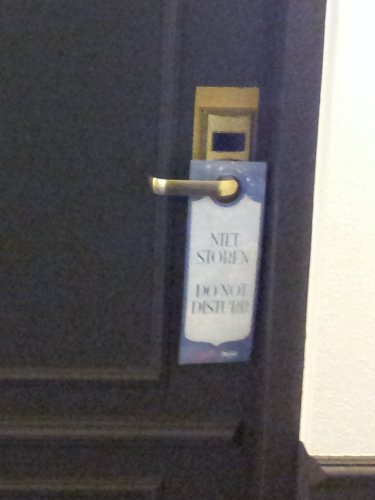 NIET
STOREN
DO NOT
DISTURB